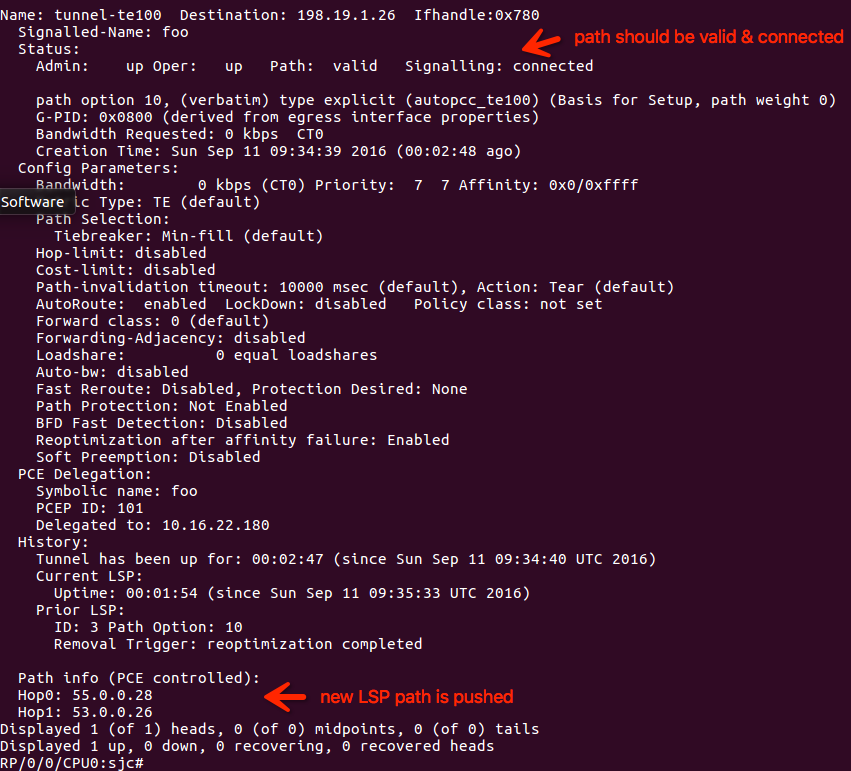 Name: tunnel-te100  Destination: 198.19.1.26  Ifhandle:0x780
Signalled-Name: foo
path should be valid & connected
Status:
Admin:    up Oper:   up   Path:  valid   Signalling: connected
path option 10, (verbatim) type explicit (autopcc_te100) (Basis for Setup, path weight 0)
G-PID: 0x0800 (derived from egress interface properties)
Bandwidth Requested: 0 kbps  CT0
Creation Time: Sun Sep 11 09:34:39 2016 (00:02:48 ago)
Config Parameters:
Bandwidth:        0 kbps (CT0) Priority:  7  7 Affinity: 0x0/0xffff
Software ic Type: TE (default)
Path Selection:
Tiebreaker: Min-fill (default)
Hop-limit: disabled
Cost-limit: disabled
Path-invalidation timeout: 10000 msec (default), Action: Tear (default)
AutoRoute:  enabled  LockDown: disabled   Policy class: not set
Forward class: 0 (default)
Forwarding-Adjacency: disabled
Loadshare:          0 equal loadshares
Auto-bw: disabled
Fast Reroute: Disabled, Protection Desired: None
Path Protection: Not Enabled
BFD Fast Detection: Disabled
Reoptimization after affinity failure: Enabled
Soft Preemption: Disabled
PCE Delegation:
Symbolic name: foo
PCEP ID: 101
Delegated to: 10.16.22.180
History:
Tunnel has been up for: 00:02:47 (since Sun Sep 11 09:34:40 UTC 2016)
Current LSP:
Uptime: 00:01:54 (since Sun Sep 11 09:35:33 UTC 2016)
Prior LSP:
ID: 3 Path Option: 10
Removal Trigger: reoptimization completed
Path info (PCE controlled):
Hop0: 55.0.0.28
new LSP path is pushed
Hop1: 53.0.0.26
Displayed 1 (of 1) heads, 0 (of 0) midpoints, 0 (of 0) tails
Displayed 1 up, 0 down, 0 recovering, 0 recovered heads
RP/0/0/CPU0:sjc#